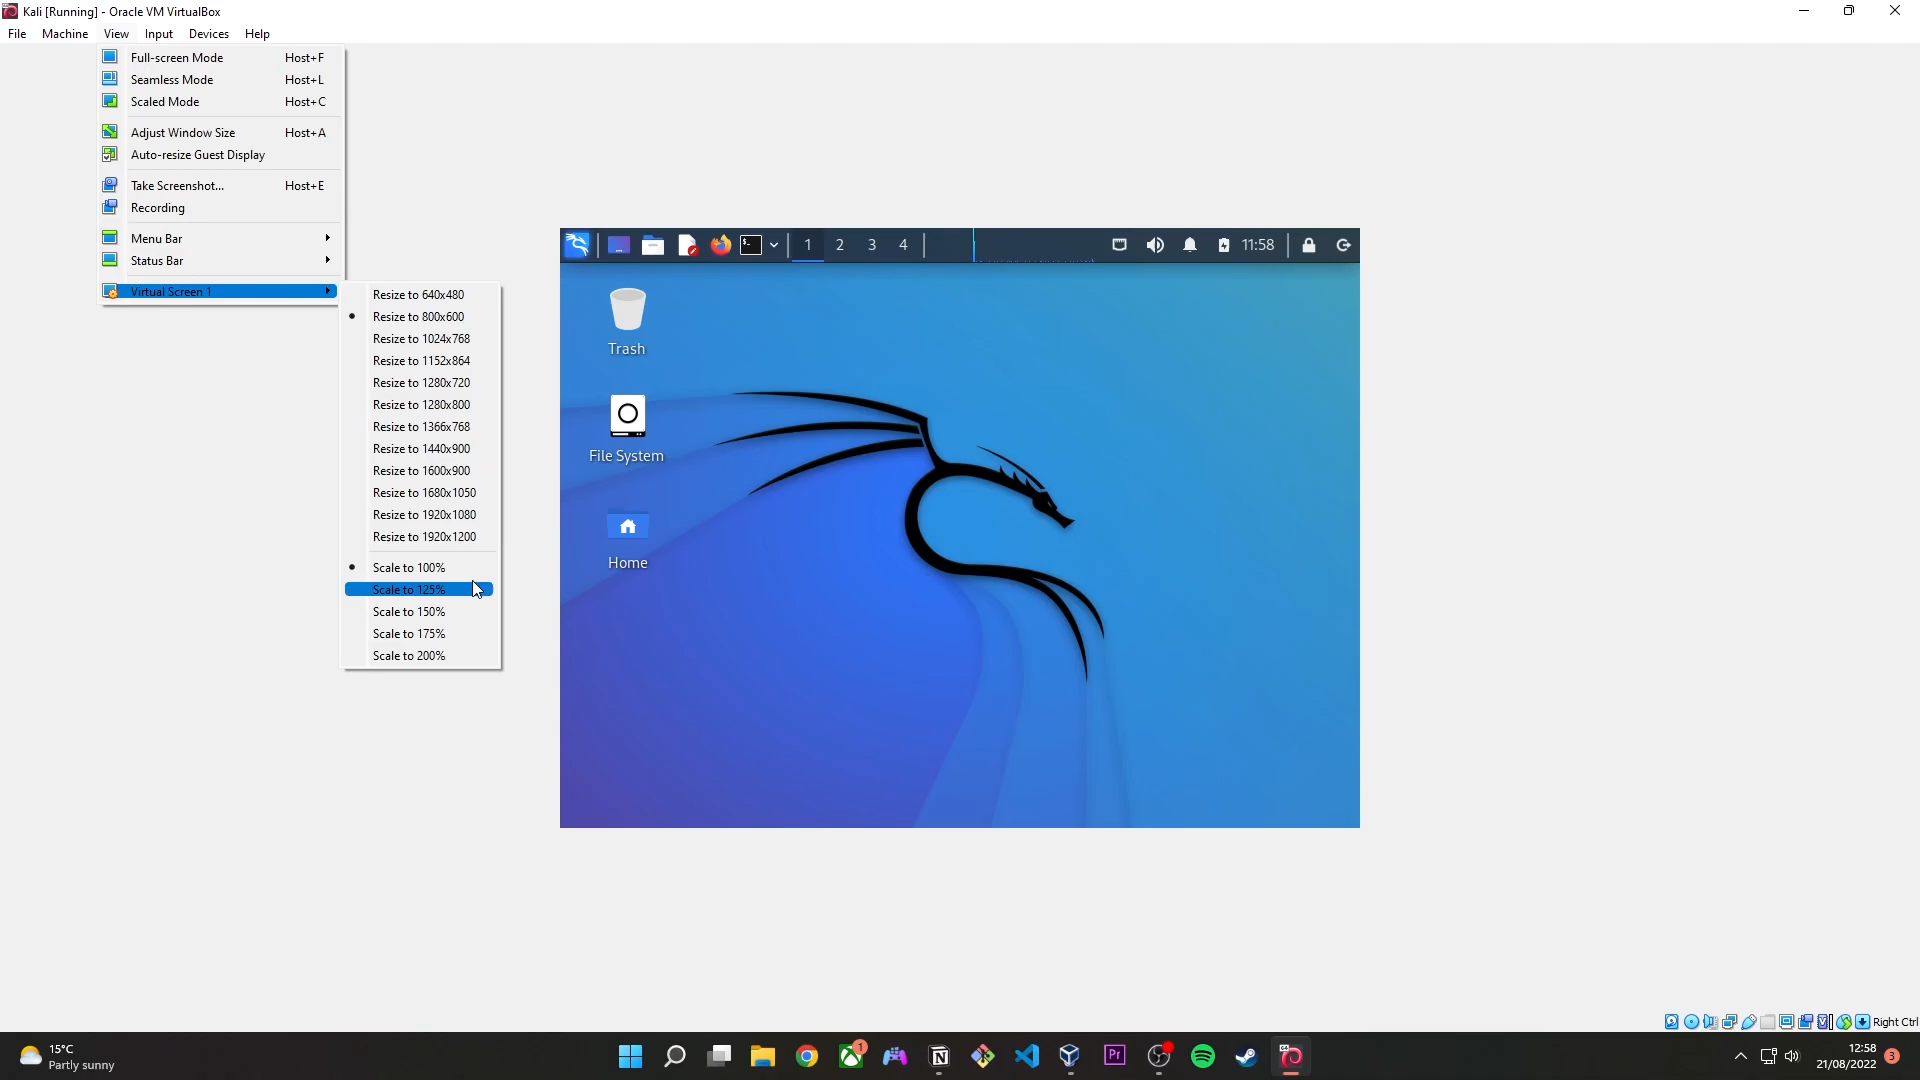 Kali [Running] - Oracle VM VirtualBox
File Machine View Input Devices Help
Full-screen Mode Host+F
Seamless Mode Host+L
Scaled Mode Host+C
Adjust Window Size Host+A
Auto-resize Guest Display
Take Screenshot... Host+E
Recording
Menu Bar
Status Bar
Virtual Screen 1
Resize to 640x480
Resize to 800x600
Resize to 1024x768
Resize to 1152x864
Resize to 1280x720
Resize to 1280x800
Resize to 1366x768
Resize to 1440x900
Resize to 1600x900
Resize to 1680x1050
Resize to 1920x1080
Resize to 1920x1200
Scale to 100%
Scale to 125%
Scale to 150%
Scale to 175%
Scale to 200%
1 2 3 4 11:58
Trash
File System
Home
Right Ctrl
15°C
Partly sunny
1
Pr
12:58
21/08/2022
3